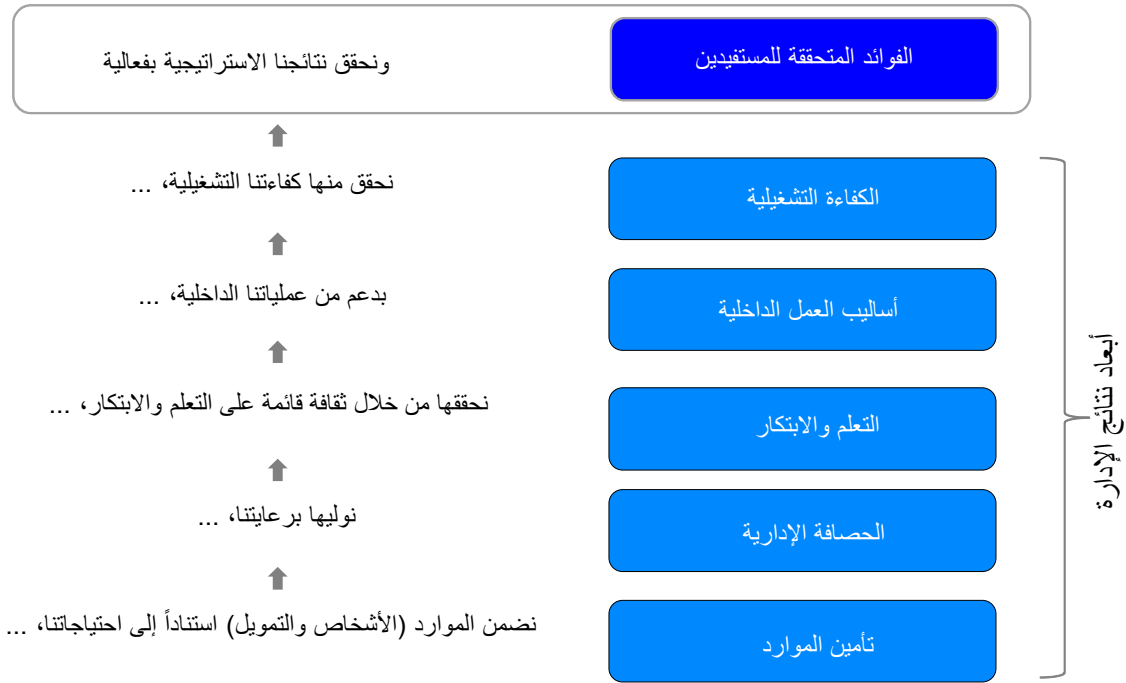 الفوائد المتحققة للمستفيدين
ونحقق نتائجنا الاستراتيجية بفعالية
الكفاءة التشغيلية
نحقق منها كفاءتنا التشغيلية، ...
أساليب العمل الداخلية
بدعم من عملياتنا الداخلية، ...
التعلم والابتكار
نحققها من خلال ثقافة قائمة على التعلم والابتكار، ...
الحصافة الإدارية
نوليها برعايتنا، ...
تأمين الموارد
نضمن الموارد (الأشخاص والتمويل) استناداً إلى احتياجاتنا، ...
أبعاد نتائج الإدارة